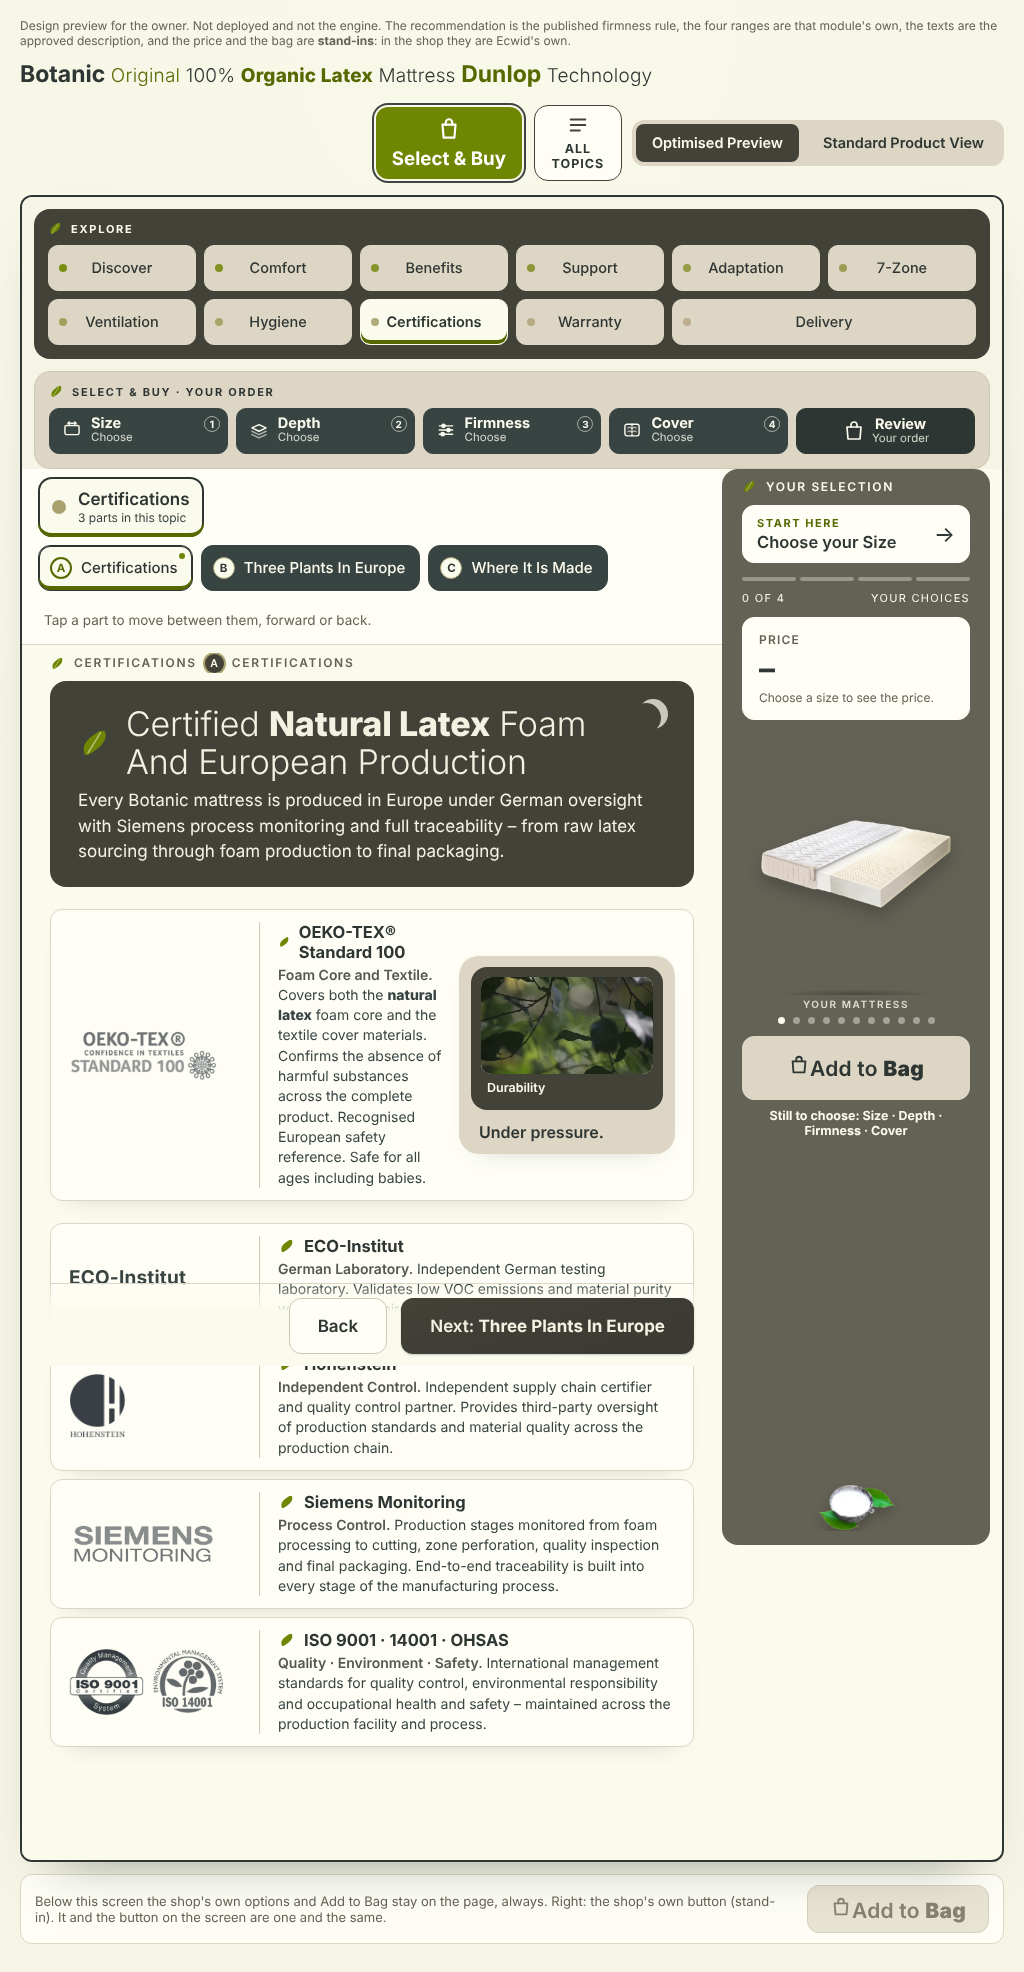 Design preview for the owner. Not deployed and not the engine. The recommendation is the published firmness rule, the four ranges are that module's own, the texts are the
approved description, and the price and the bag are stand-ins: in the shop they are Ecwid's own.
Botanic Original 100% Organic Latex Mattress Dunlop Technology
Select & Buy
ALL
TOPICS
Optimised Preview
Standard Product View
EXPLORE
Discover
Comfort
Benefits
Support
Adaptation
7-Zone
Ventilation
Hygiene
Certifications
Warranty
Delivery
SELECT & BUY · YOUR ORDER
Size
Choose
1
Depth
Choose
2
Firmness
Choose
3
Cover
Choose
4
Review
Your order
Certifications
3 parts in this topic
A Certifications
B Three Plants In Europe
C Where It Is Made
Tap a part to move between them, forward or back.
CERTIFICATIONS A CERTIFICATIONS
Certified Natural Latex Foam
And European Production
Every Botanic mattress is produced in Europe under German oversight
with Siemens process monitoring and full traceability – from raw latex
sourcing through foam production to final packaging.
OEKO-TEX®
CONFIDENCE IN TEXTILES
STANDARD 100
OEKO-TEX®
Standard 100
Foam Core and Textile.
Covers both the natural
latex foam core and the
textile cover materials.
Confirms the absence of
harmful substances
across the complete
product. Recognised
European safety
reference. Safe for all
ages including babies.
Durability
Under pressure.
ECO-Institut
ECO-Institut
German Laboratory. Independent German testing
laboratory. Validates low VOC emissions and material purity
Back
Next: Three Plants In Europe
HOHENSTEIN
Hohenstein
Independent Control. Independent supply chain certifier
and quality control partner. Provides third-party oversight
of production standards and material quality across the
production chain.
SIEMENS
MONITORING
Siemens Monitoring
Process Control. Production stages monitored from foam
processing to cutting, zone perforation, quality inspection
and final packaging. End-to-end traceability is built into
every stage of the manufacturing process.
Quality Management
ISO 9001
Certified
System
ENVIRONMENTAL MANAGEMENT SYSTEM
ISO 14001
ISO 9001 · 14001 · OHSAS
Quality · Environment · Safety. International management
standards for quality control, environmental responsibility
and occupational health and safety – maintained across the
production facility and process.
YOUR SELECTION
START HERE
Choose your Size
0 OF 4
YOUR CHOICES
PRICE
–
Choose a size to see the price.
YOUR MATTRESS
Add to Bag
Still to choose: Size · Depth ·
Firmness · Cover
Below this screen the shop's own options and Add to Bag stay on the page, always. Right: the shop's own button (stand-
in). It and the button on the screen are one and the same.
Add to Bag